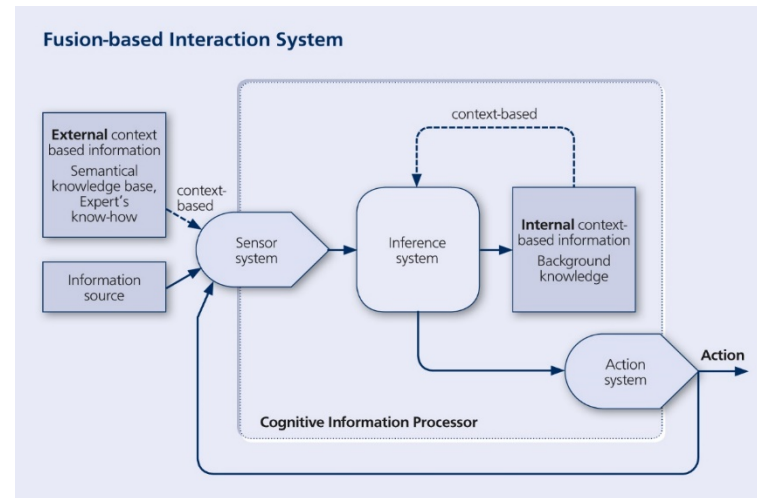 Fusion-based Interaction System
External context
based information
Semantical
knowledge base,
Expert's
know-how
context-
based
Information
source
Sensor
system
context-based
Inference
system
Internal context-
based information
Background
knowledge
Action
system
Action
Cognitive Information Processor